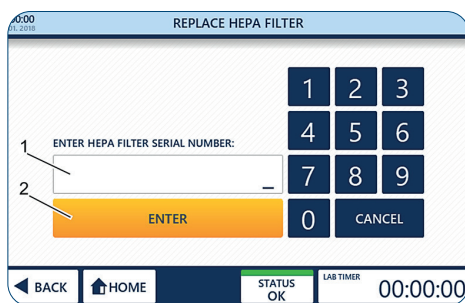 00:00
01, 2018
REPLACE HEPA FILTER
1 2 3
4 5 6
1
ENTER HEPA FILTER SERIAL NUMBER:
_
7 8 9
2
ENTER
0 CANCEL
BACK
HOME
STATUS
OK
LAB TIMER
00:00:00